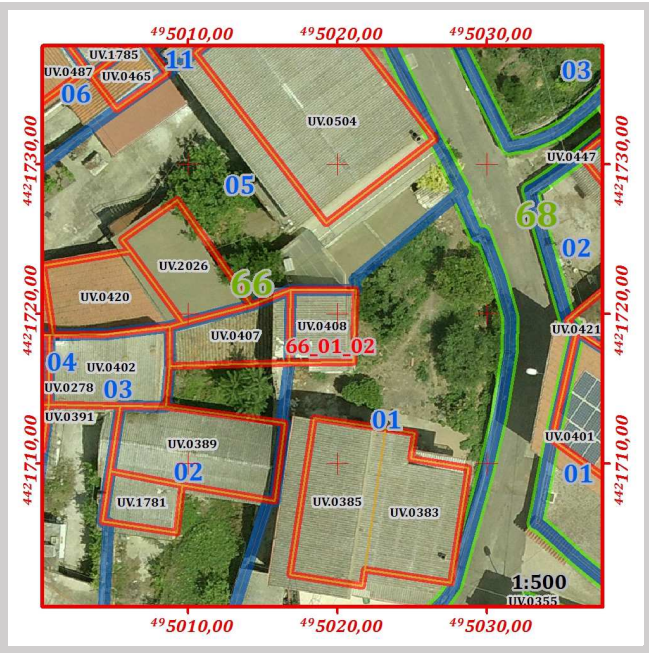 ⁴⁹5010,00 ⁴⁹5020,00 ⁴⁹5030,00
UV.1785
11
UV.0487
UV.0465
03
06
UV.0504
⁴⁴²1730,00
⁴⁴²1730,00
UV.0447
05
68
02
UV.2026
66
UV.0420
⁴⁴²1720,00
⁴⁴²1720,00
UV.0408
UV.0421
UV.0407
66_01_02
04
UV.0402
UV.0278
03
UV.0391
01
UV.0389
UV.0401
02
⁴⁴²1710,00
⁴⁴²1710,00
01
UV.1781
UV.0385
UV.0383
1:500
UV.0355
⁴⁹5010,00 ⁴⁹5020,00 ⁴⁹5030,00